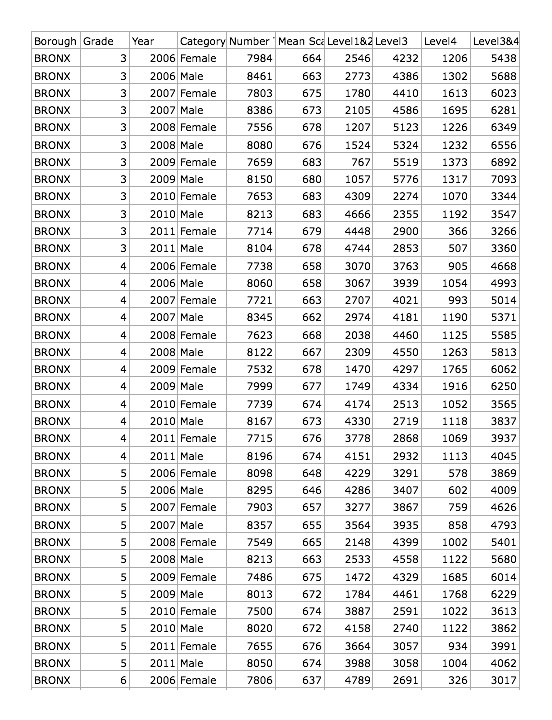 Borough Grade Year Category Number Mean Sca Level1&2 Level3 Level4 Level3&4
BRONX 3 2006 Female 7984 664 2546 4232 1206 5438
BRONX 3 2006 Male 8461 663 2773 4386 1302 5688
BRONX 3 2007 Female 7803 675 1780 4410 1613 6023
BRONX 3 2007 Male 8386 673 2105 4586 1695 6281
BRONX 3 2008 Female 7556 678 1207 5123 1226 6349
BRONX 3 2008 Male 8080 676 1524 5324 1232 6556
BRONX 3 2009 Female 7659 683 767 5519 1373 6892
BRONX 3 2009 Male 8150 680 1057 5776 1317 7093
BRONX 3 2010 Female 7653 683 4309 2274 1070 3344
BRONX 3 2010 Male 8213 683 4666 2355 1192 3547
BRONX 3 2011 Female 7714 679 4448 2900 366 3266
BRONX 3 2011 Male 8104 678 4744 2853 507 3360
BRONX 4 2006 Female 7738 658 3070 3763 905 4668
BRONX 4 2006 Male 8060 658 3067 3939 1054 4993
BRONX 4 2007 Female 7721 663 2707 4021 993 5014
BRONX 4 2007 Male 8345 662 2974 4181 1190 5371
BRONX 4 2008 Female 7623 668 2038 4460 1125 5585
BRONX 4 2008 Male 8122 667 2309 4550 1263 5813
BRONX 4 2009 Female 7532 678 1470 4297 1765 6062
BRONX 4 2009 Male 7999 677 1749 4334 1916 6250
BRONX 4 2010 Female 7739 674 4174 2513 1052 3565
BRONX 4 2010 Male 8167 673 4330 2719 1118 3837
BRONX 4 2011 Female 7715 676 3778 2868 1069 3937
BRONX 4 2011 Male 8196 674 4151 2932 1113 4045
BRONX 5 2006 Female 8098 648 4229 3291 578 3869
BRONX 5 2006 Male 8295 646 4286 3407 602 4009
BRONX 5 2007 Female 7903 657 3277 3867 759 4626
BRONX 5 2007 Male 8357 655 3564 3935 858 4793
BRONX 5 2008 Female 7549 665 2148 4399 1002 5401
BRONX 5 2008 Male 8213 663 2533 4558 1122 5680
BRONX 5 2009 Female 7486 675 1472 4329 1685 6014
BRONX 5 2009 Male 8013 672 1784 4461 1768 6229
BRONX 5 2010 Female 7500 674 3887 2591 1022 3613
BRONX 5 2010 Male 8020 672 4158 2740 1122 3862
BRONX 5 2011 Female 7655 676 3664 3057 934 3991
BRONX 5 2011 Male 8050 674 3988 3058 1004 4062
BRONX 6 2006 Female 7806 637 4789 2691 326 3017